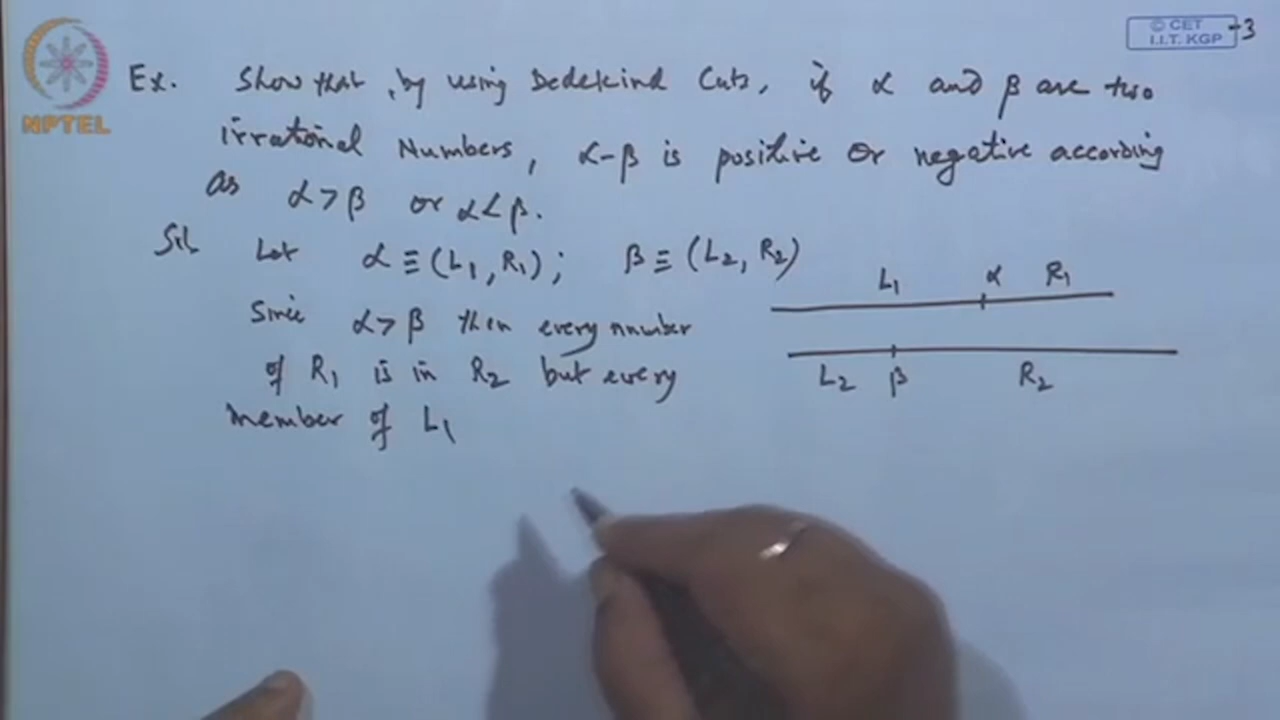 © CET
I.I.T. KGP
-3
NPTEL
Ex. Show that, by using Dedekind Cuts, if α and β are two
irrational Numbers, α-β is positive or negative according
as α > β or α < β.
Sol. Let α ≡ (L1, R1); β ≡ (L2, R2)
L1 α R1
Since α > β then every number
of R1 is in R2 but every
L2 β R2
member of L1